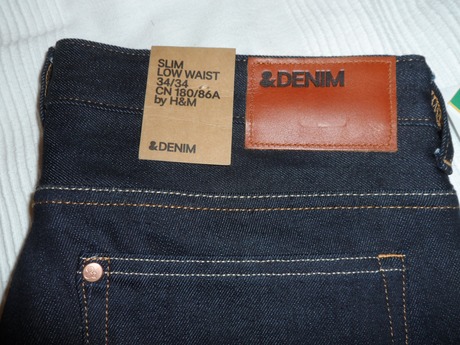 SLIM
LOW WAIST
34/34
CN 180/86A
by H&M
&DENIM
&DENIM